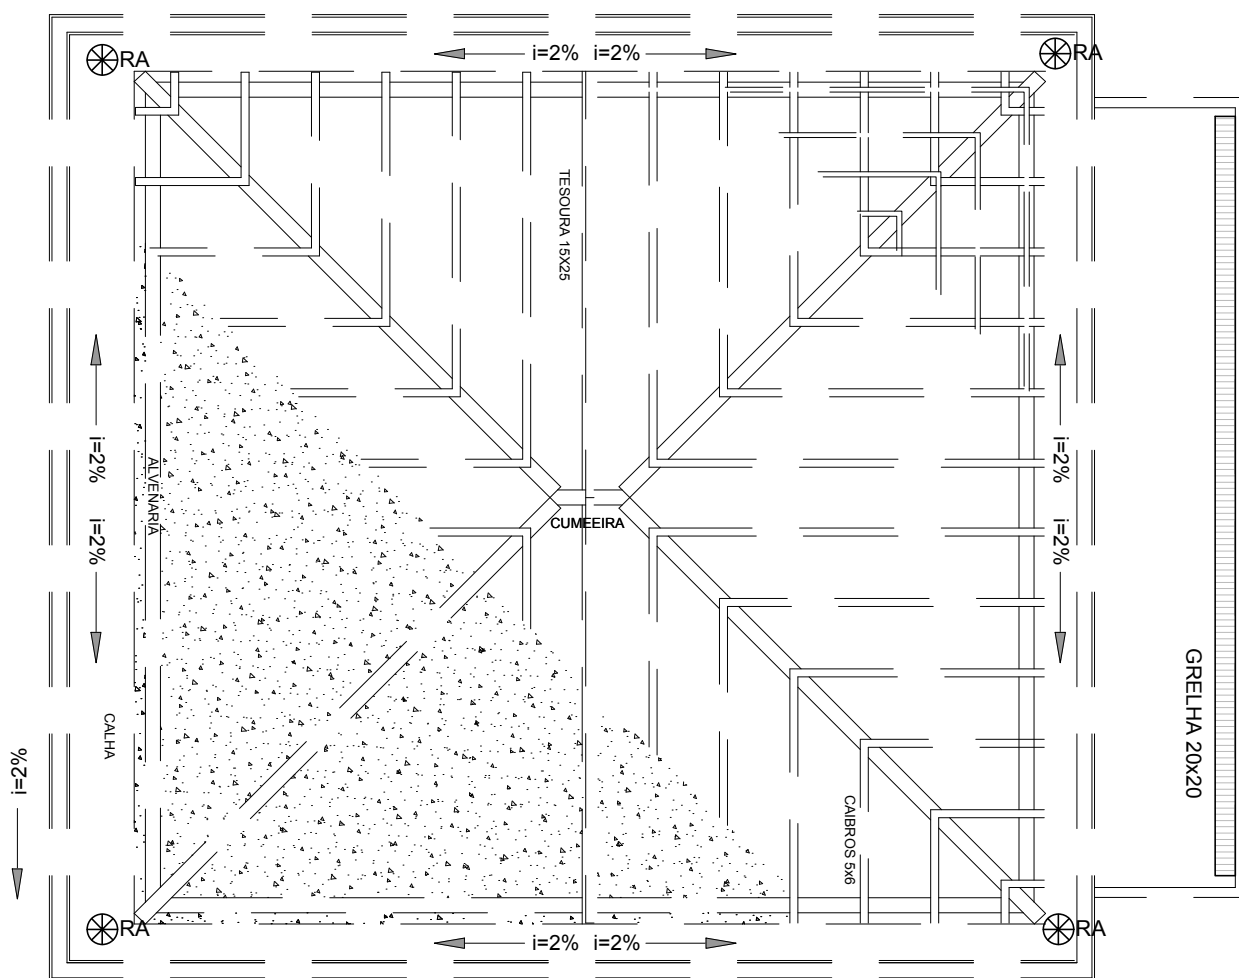 i=2% i=2%
RA
RA
TESOURA 15X25
i=2% i=2%
ALVENARIA
i=2% i=2%
CUMEEIRA
CALHA
i=2%
CAIBROS 5x6
GRELHA 20x20
RA
RA
i=2% i=2%